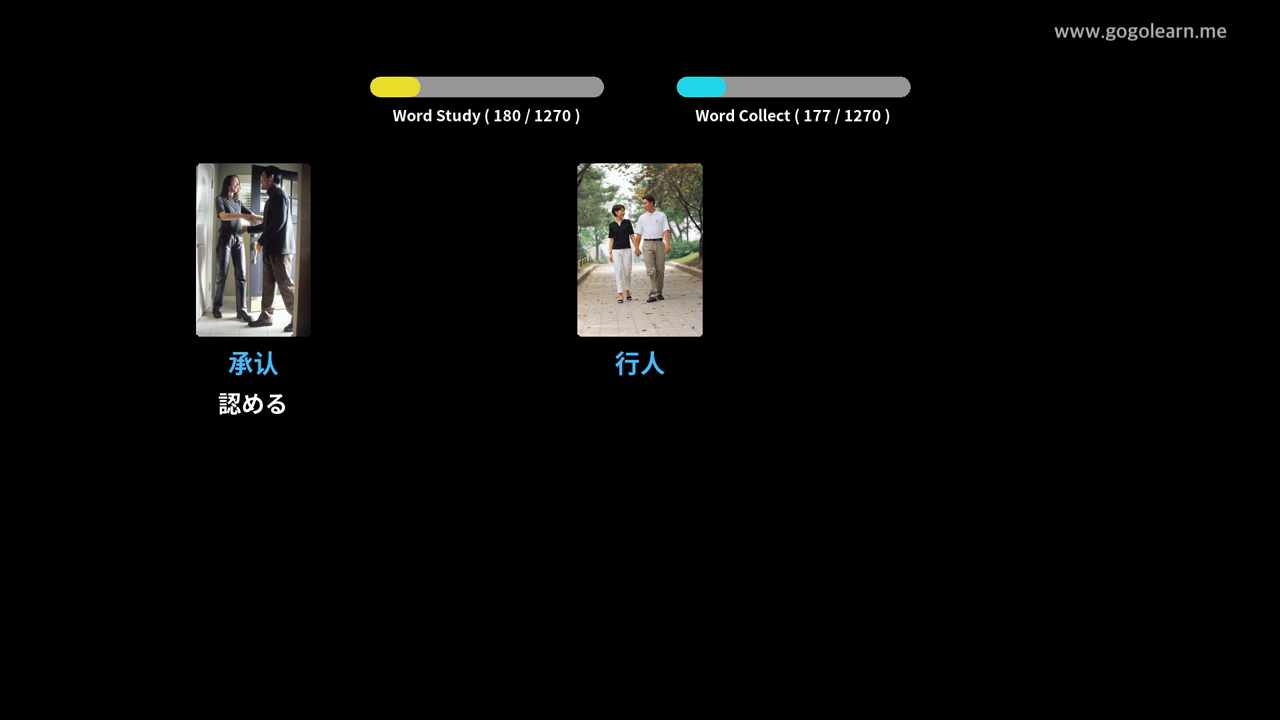 www.gogolearn.me
Word Study ( 180 / 1270 )
Word Collect ( 177 / 1270 )
承认
行人
認める